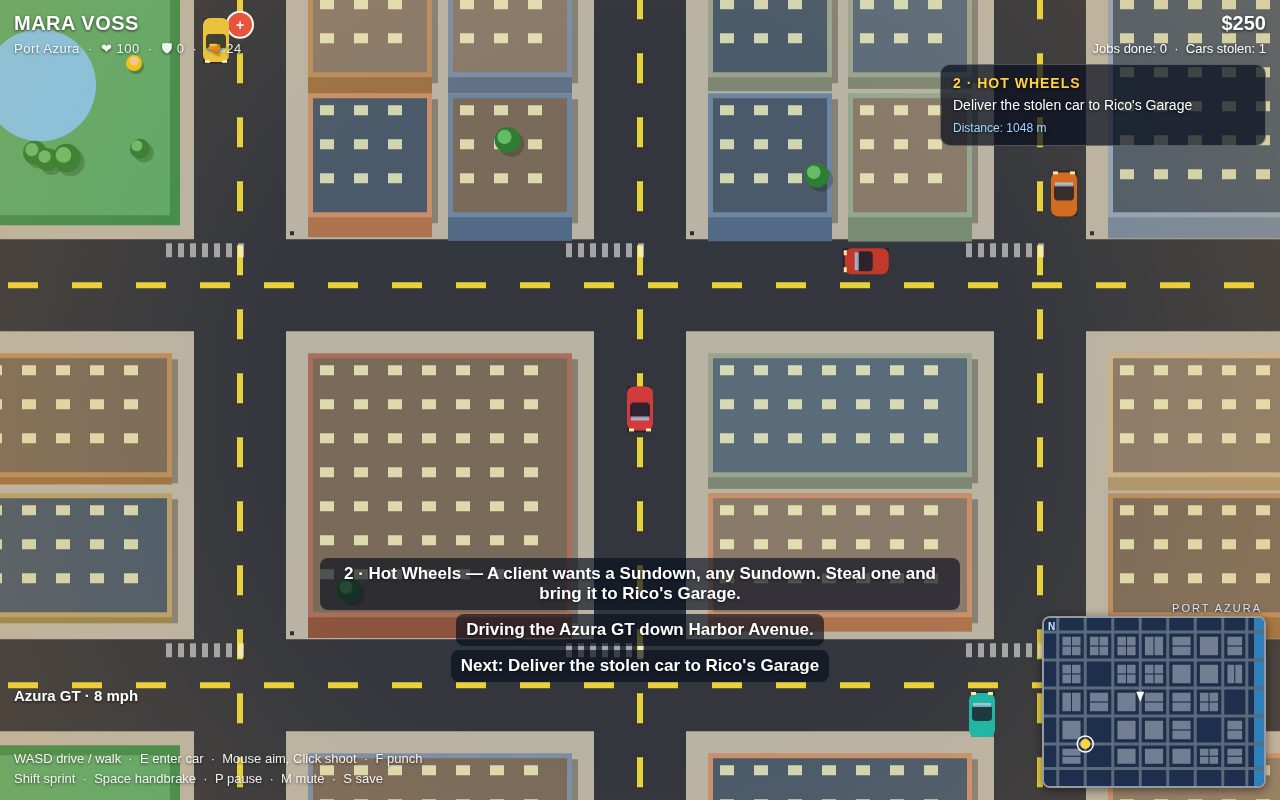 MARA VOSS
Port Azura · ❤ 100 · ⛊ 0 · 🔫 24
+
$250
Jobs done: 0 · Cars stolen: 1
2 · HOT WHEELS
Deliver the stolen car to Rico's Garage
Distance: 1048 m
2 · Hot Wheels — A client wants a Sundown, any Sundown. Steal one and
bring it to Rico's Garage.
Driving the Azura GT down Harbor Avenue.
Next: Deliver the stolen car to Rico's Garage
PORT AZURA
N
Azura GT · 8 mph
WASD drive / walk · E enter car · Mouse aim, Click shoot · F punch
Shift sprint · Space handbrake · P pause · M mute · S save